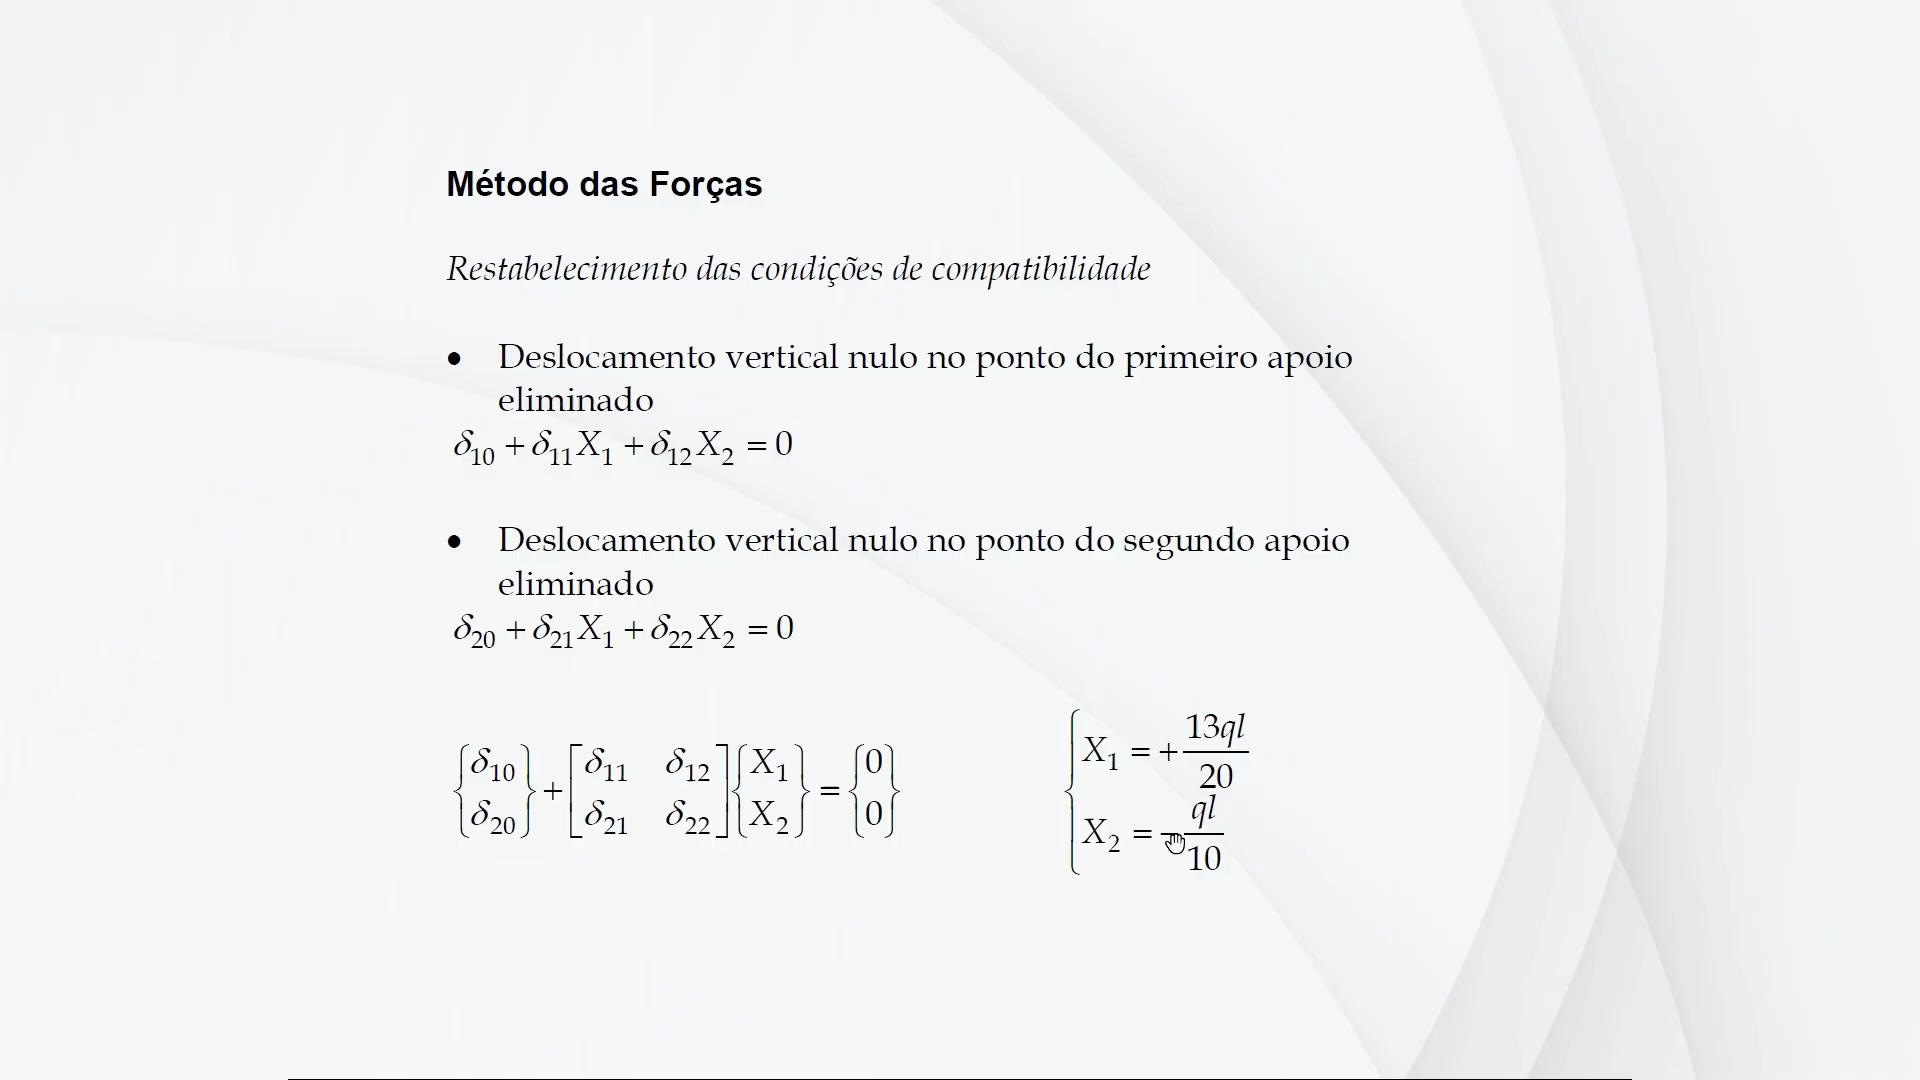 Método das Forças
Restabelecimento das condições de compatibilidade
• Deslocamento vertical nulo no ponto do primeiro apoio
eliminado
δ₁₀ + δ₁₁X₁ + δ₁₂X₂ = 0
• Deslocamento vertical nulo no ponto do segundo apoio
eliminado
δ₂₀ + δ₂₁X₁ + δ₂₂X₂ = 0
{δ₁₀ δ₂₀} + [δ₁₁ δ₁₂ δ₂₁ δ₂₂] {X₁ X₂} = {0 0}
{X₁ = + 13ql/20
X₂ = − ql/10